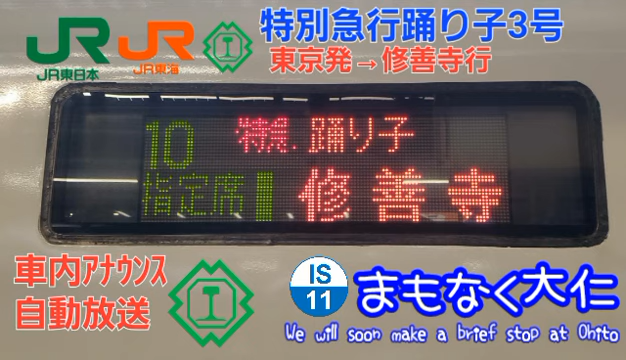 JR JR 特別急行踊り子3号
JR東日本 JR東海 東京発→修善寺行
10 特急 踊り子
指定席 修善寺
車内ｱﾅｳﾝｽ
自動放送
IS
11
まもなく大仁
We will soon make a brief stop at Ohito